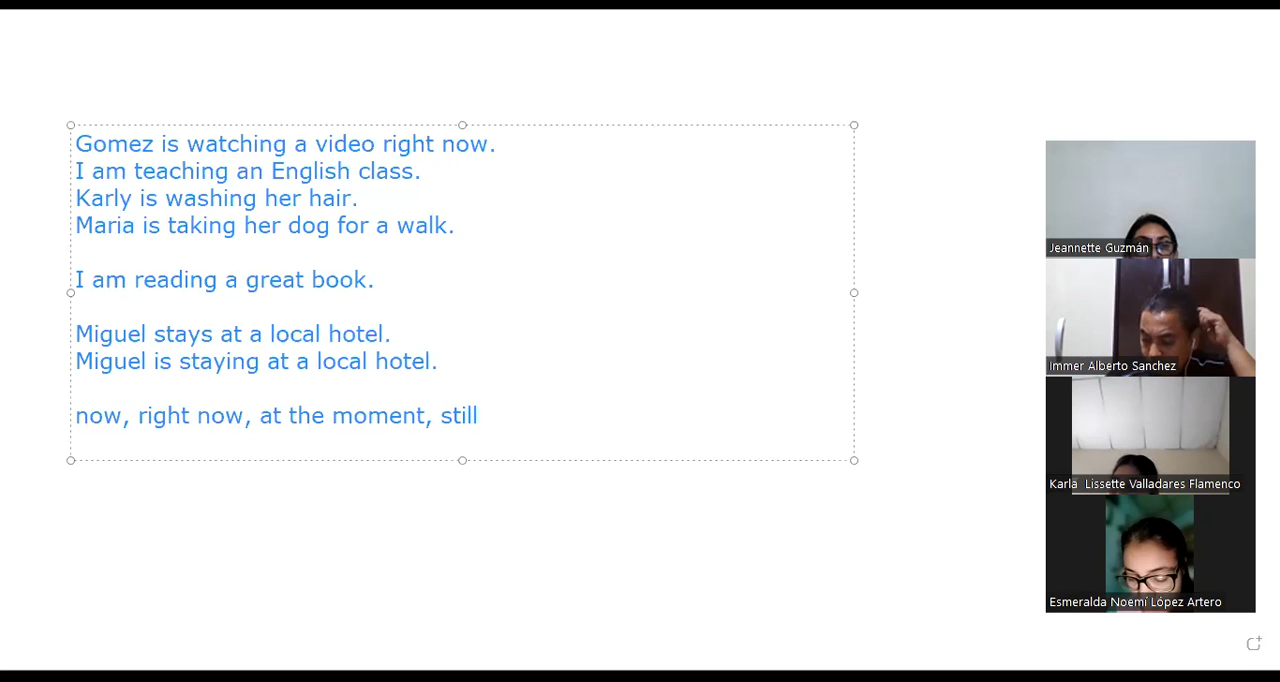 Gomez is watching a video right now.
I am teaching an English class.
Karly is washing her hair.
Maria is taking her dog for a walk.
I am reading a great book.
Miguel stays at a local hotel.
Miguel is staying at a local hotel.
now, right now, at the moment, still
Jeannette Guzmán
Immer Alberto Sanchez
Karla Lissette Valladares Flamenco
Esmeralda Noemí López Artero